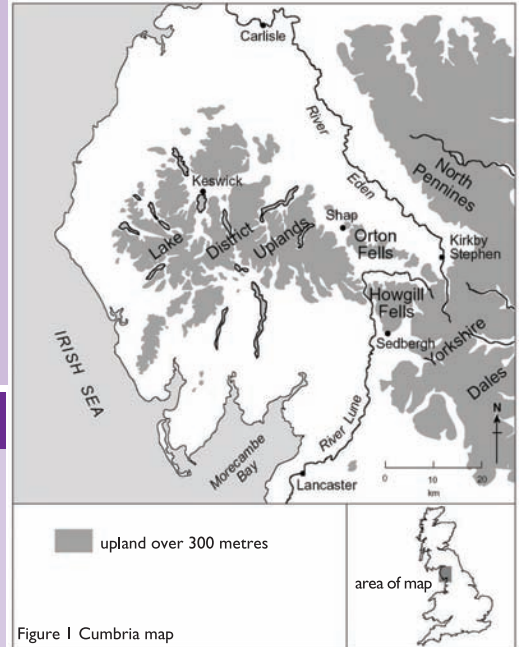 Carlisle
River
Eden
North
Pennines
Keswick
Shap
Lake
District
Uplands
Orton
Fells
Kirkby
Stephen
Howgill
Fells
Sedbergh
Yorkshire
Dales
IRISH SEA
River Lune
Morecambe
Bay
Lancaster
N
0 10 20
km
upland over 300 metres
area of map
Figure 1 Cumbria map